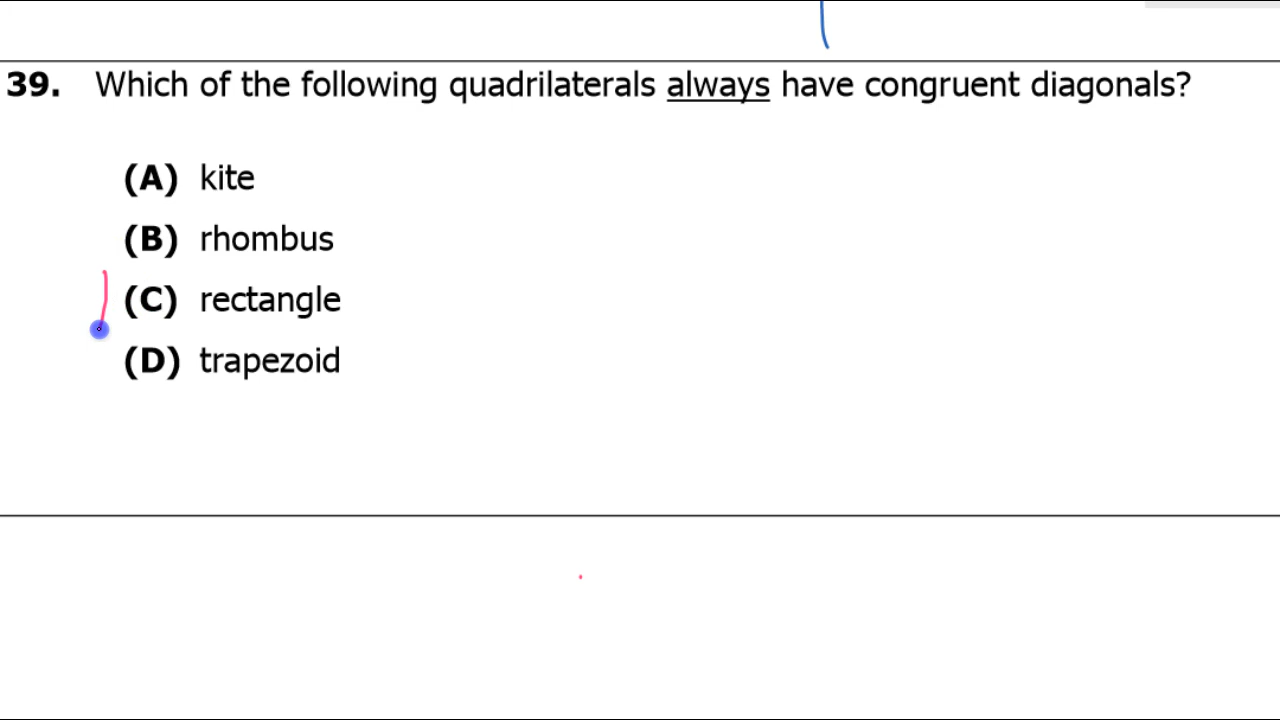 39. Which of the following quadrilaterals always have congruent diagonals?
(A) kite
(B) rhombus
(C) rectangle
(D) trapezoid